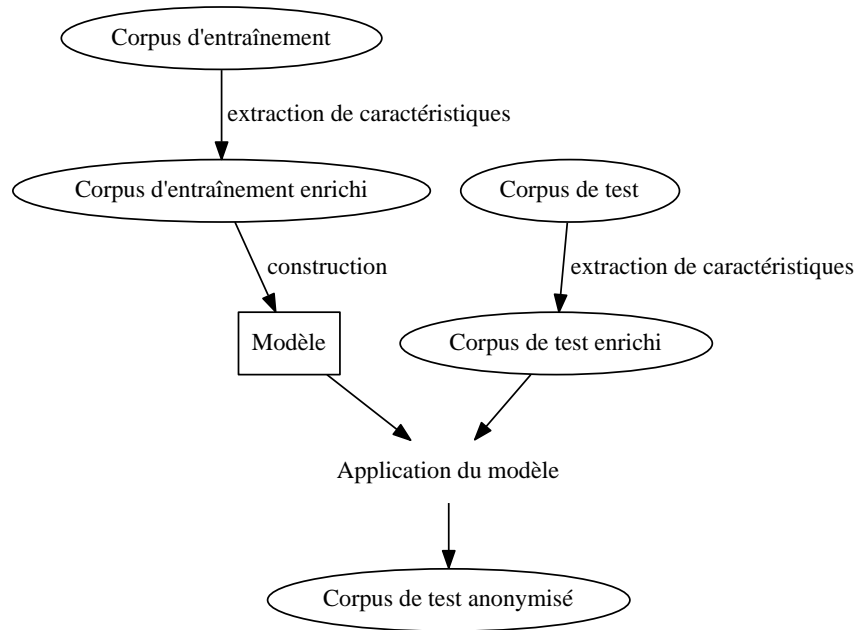 Corpus d'entraînement
extraction de caractéristiques
Corpus d'entraînement enrichi
Corpus de test
construction
extraction de caractéristiques
Modèle
Corpus de test enrichi
Application du modèle
Corpus de test anonymisé